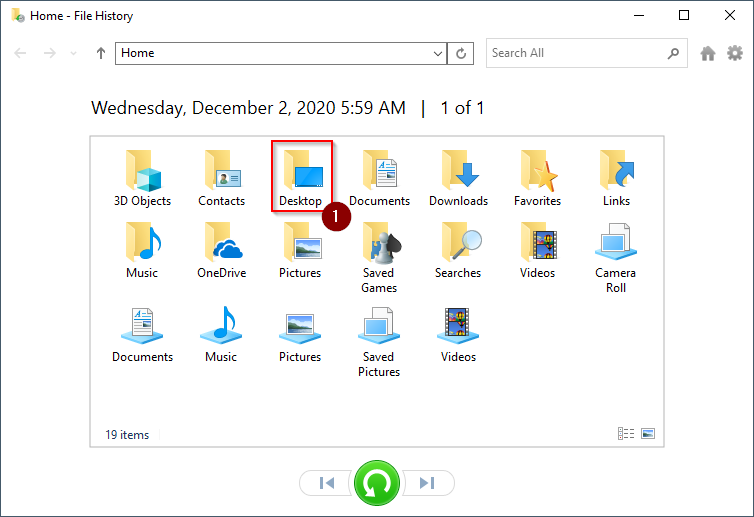 Home - File History
Home
Search All
Wednesday, December 2, 2020 5:59 AM | 1 of 1
3D Objects Contacts Desktop Documents Downloads Favorites Links
1
Music OneDrive Pictures Saved Games Searches Videos Camera Roll
Documents Music Pictures Saved Pictures Videos
19 items